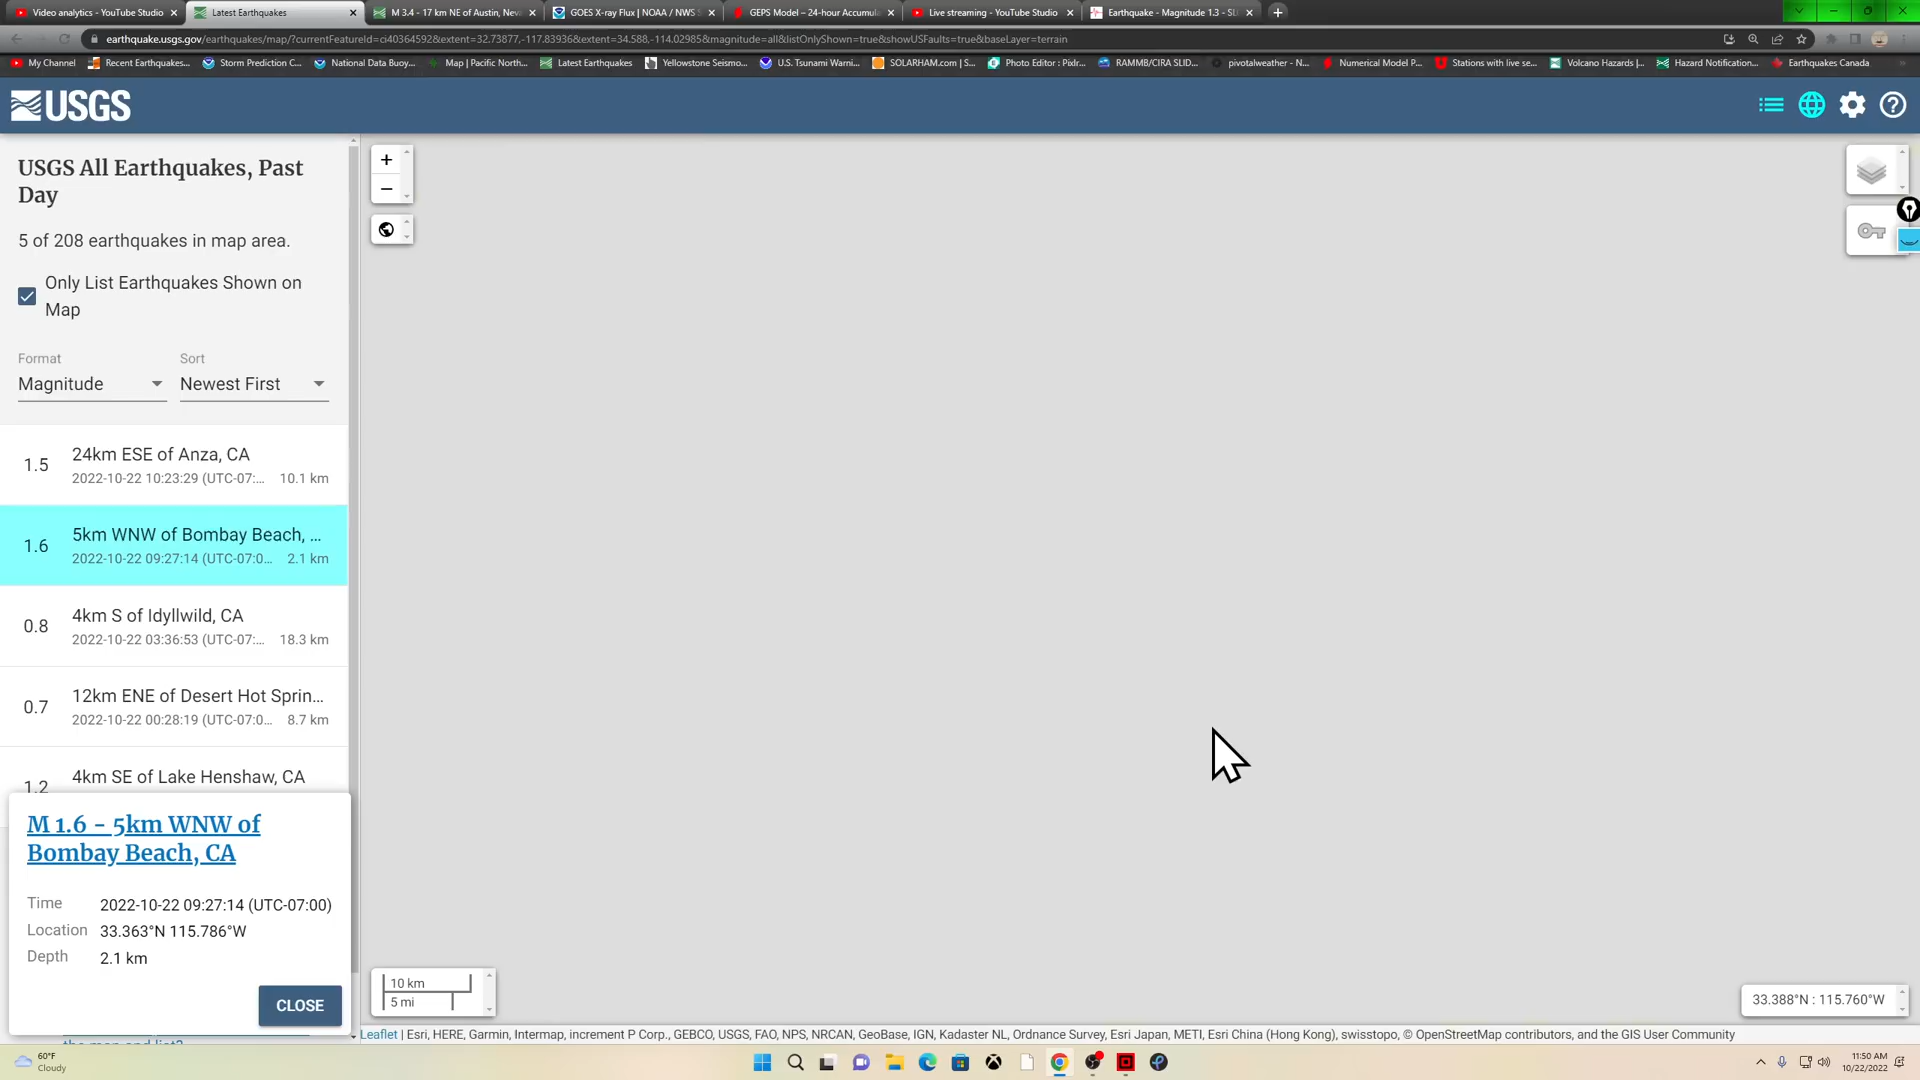 Video analytics - YouTube Studio
Latest Earthquakes
M 3.4 - 17 km NE of Austin, Nev
GOES X-ray Flux | NOAA / NWS S
GEPS Model – 24-hour Accumula
Live streaming - YouTube Studio
Earthquake - Magnitude 1.3 - SL
earthquake.usgs.gov/earthquakes/map/?currentFeatureId=ci40364592&extent=32.73877,-117.83936&extent=34.588,-114.02985&magnitude=all&listOnlyShown=true&showUSFaults=true&baseLayer=terrain
My Channel
Recent Earthquakes...
Storm Prediction C...
National Data Buoy...
Map | Pacific North...
Latest Earthquakes
Yellowstone Seismo...
U.S. Tsunami Warni...
SOLARHAM.com | S...
Photo Editor : Pixlr...
RAMMB/CIRA SLID...
pivotalweather - N...
Numerical Model P...
Stations with live se...
Volcano Hazards |...
Hazard Notification...
Earthquakes Canada
USGS
USGS All Earthquakes, Past
Day
5 of 208 earthquakes in map area.
Only List Earthquakes Shown on
Map
Format
Sort
Magnitude
Newest First
1.5
24km ESE of Anza, CA
2022-10-22 10:23:29 (UTC-07:...
10.1 km
1.6
5km WNW of Bombay Beach, ...
2022-10-22 09:27:14 (UTC-07:0...
2.1 km
0.8
4km S of Idyllwild, CA
2022-10-22 03:36:53 (UTC-07:...
18.3 km
0.7
12km ENE of Desert Hot Sprin...
2022-10-22 00:28:19 (UTC-07:0...
8.7 km
1.2
4km SE of Lake Henshaw, CA
M 1.6 - 5km WNW of
Bombay Beach, CA
Time
2022-10-22 09:27:14 (UTC-07:00)
Location
33.363°N 115.786°W
Depth
2.1 km
CLOSE
the map and list?
10 km
5 mi
33.388°N : 115.760°W
Leaflet | Esri, HERE, Garmin, Intermap, increment P Corp., GEBCO, USGS, FAO, NPS, NRCAN, GeoBase, IGN, Kadaster NL, Ordnance Survey, Esri Japan, METI, Esri China (Hong Kong), swisstopo, © OpenStreetMap contributors, and the GIS User Community
60°F
Cloudy
11:50 AM
10/22/2022